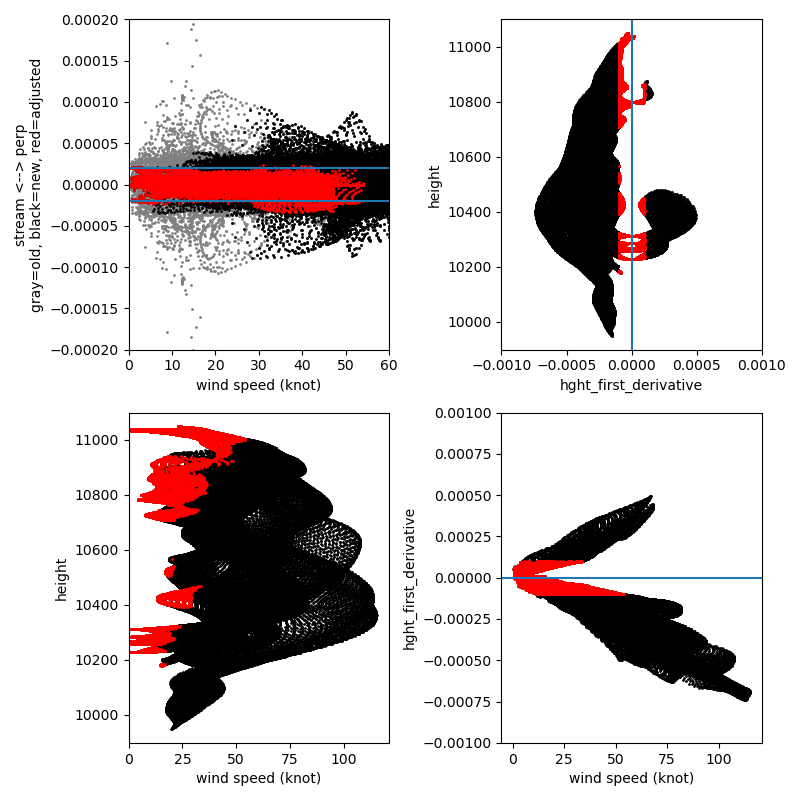 0.00020
0.00015
0.00010
0.00005
0.00000
−0.00005
−0.00010
−0.00015
−0.00020
stream <--> perp
gray=old, black=new, red=adjusted
0 10 20 30 40 50 60
wind speed (knot)
11000
10800
10600
10400
10200
10000
height
−0.0010 −0.0005 0.0000 0.0005 0.0010
hght_first_derivative
11000
10800
10600
10400
10200
10000
height
0 25 50 75 100
wind speed (knot)
0.00100
0.00075
0.00050
0.00025
0.00000
−0.00025
−0.00050
−0.00075
−0.00100
hght_first_derivative
0 50 100
wind speed (knot)